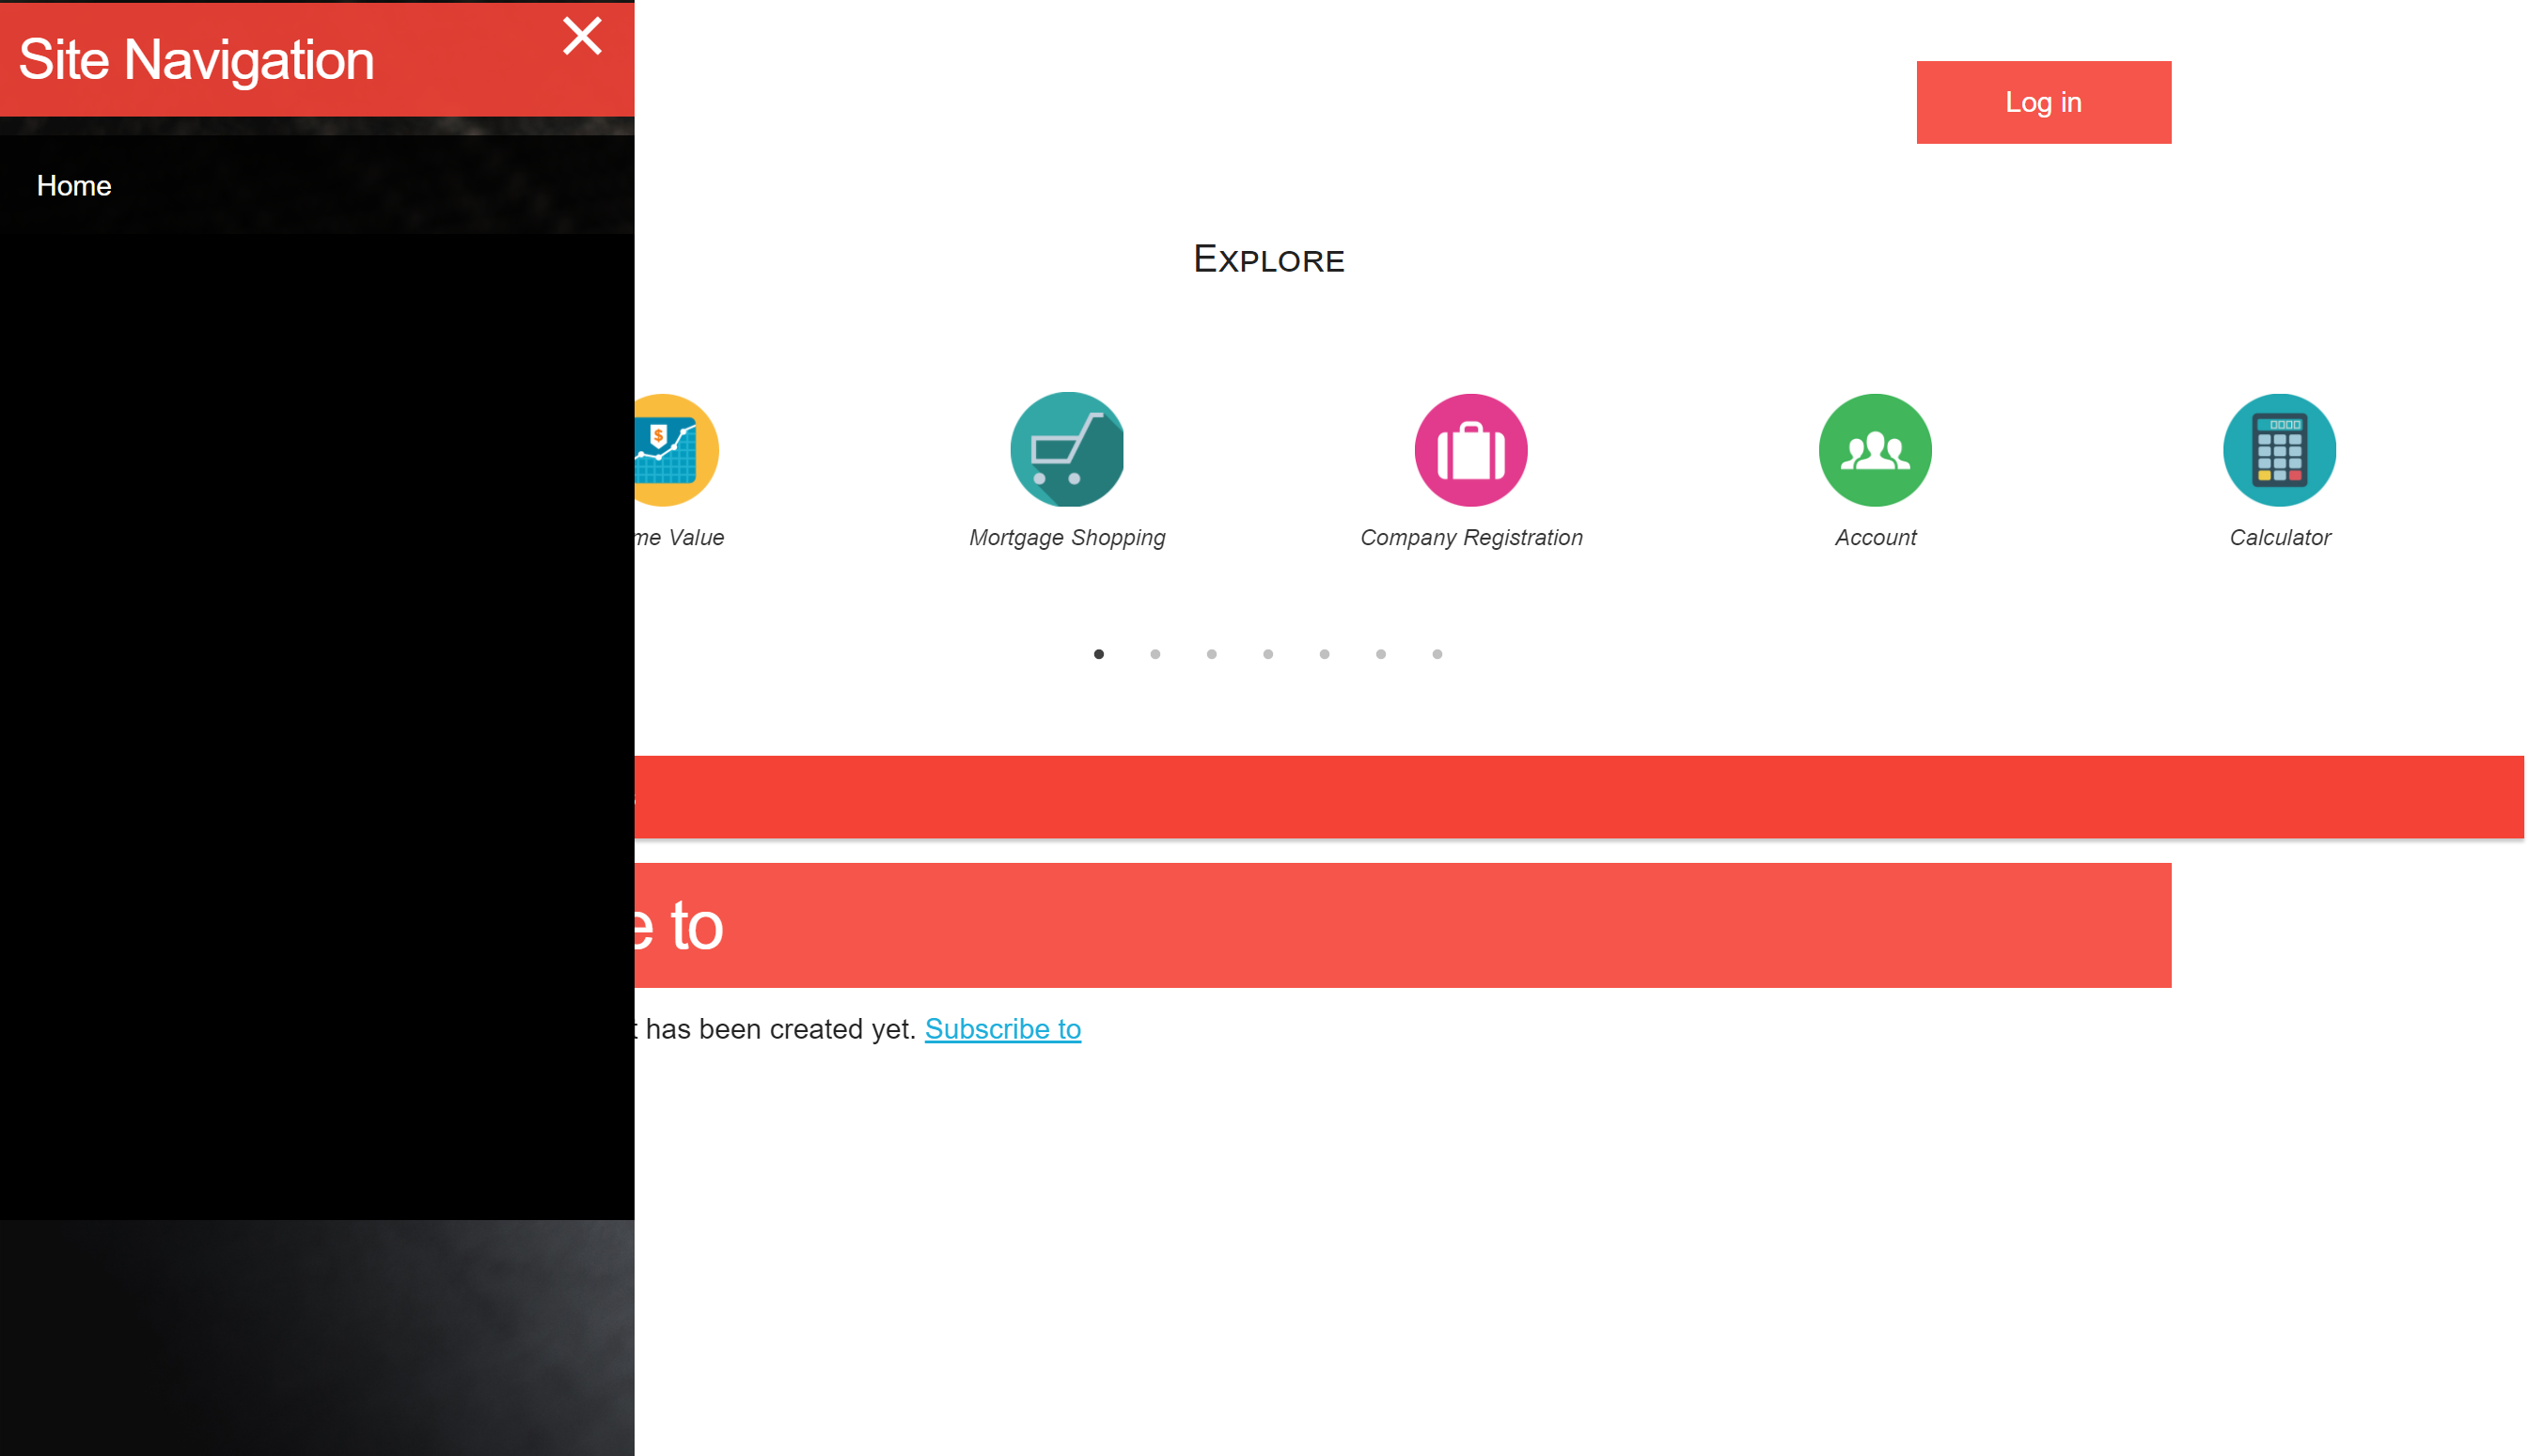 Site Navigation
Log in
Home
Explore
me Value
Mortgage Shopping
Company Registration
Account
Calculator
e to
t has been created yet. Subscribe to